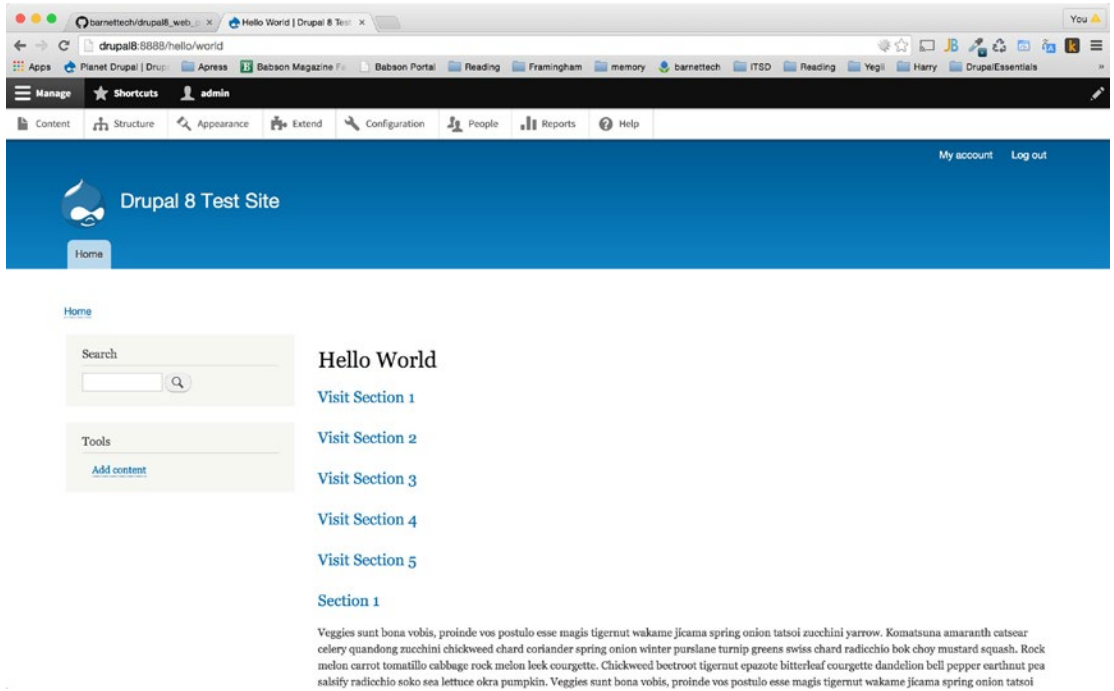 barnettech/drupal8_web_p × Hello World | Drupal 8 Test × You
drupal8:8888/hello/world JB k
Apps Planet Drupal | Drup Apress B Babson Magazine Fa Babson Portal Reading Framingham memory barnettech ITSD Reading Yegii Harry DrupalEssentials »
Manage Shortcuts admin
Content Structure Appearance Extend Configuration People Reports Help
My account Log out
Drupal 8 Test Site
Home
Home
Search
Tools
Add content
Hello World
Visit Section 1
Visit Section 2
Visit Section 3
Visit Section 4
Visit Section 5
Section 1
Veggies sunt bona vobis, proinde vos postulo esse magis tigernut wakame jícama spring onion tatsoi zucchini yarrow. Komatsuna amaranth catsear
celery quandong zucchini chickweed chard coriander spring onion winter purslane turnip greens swiss chard radicchio bok choy mustard squash. Rock
melon carrot tomatillo cabbage rock melon leek courgette. Chickweed beetroot tigernut epazote bitterleaf courgette dandelion bell pepper earthnut pea
salsify radicchio soko sea lettuce okra pumpkin. Veggies sunt bona vobis, proinde vos postulo esse magis tigernut wakame jícama spring onion tatsoi